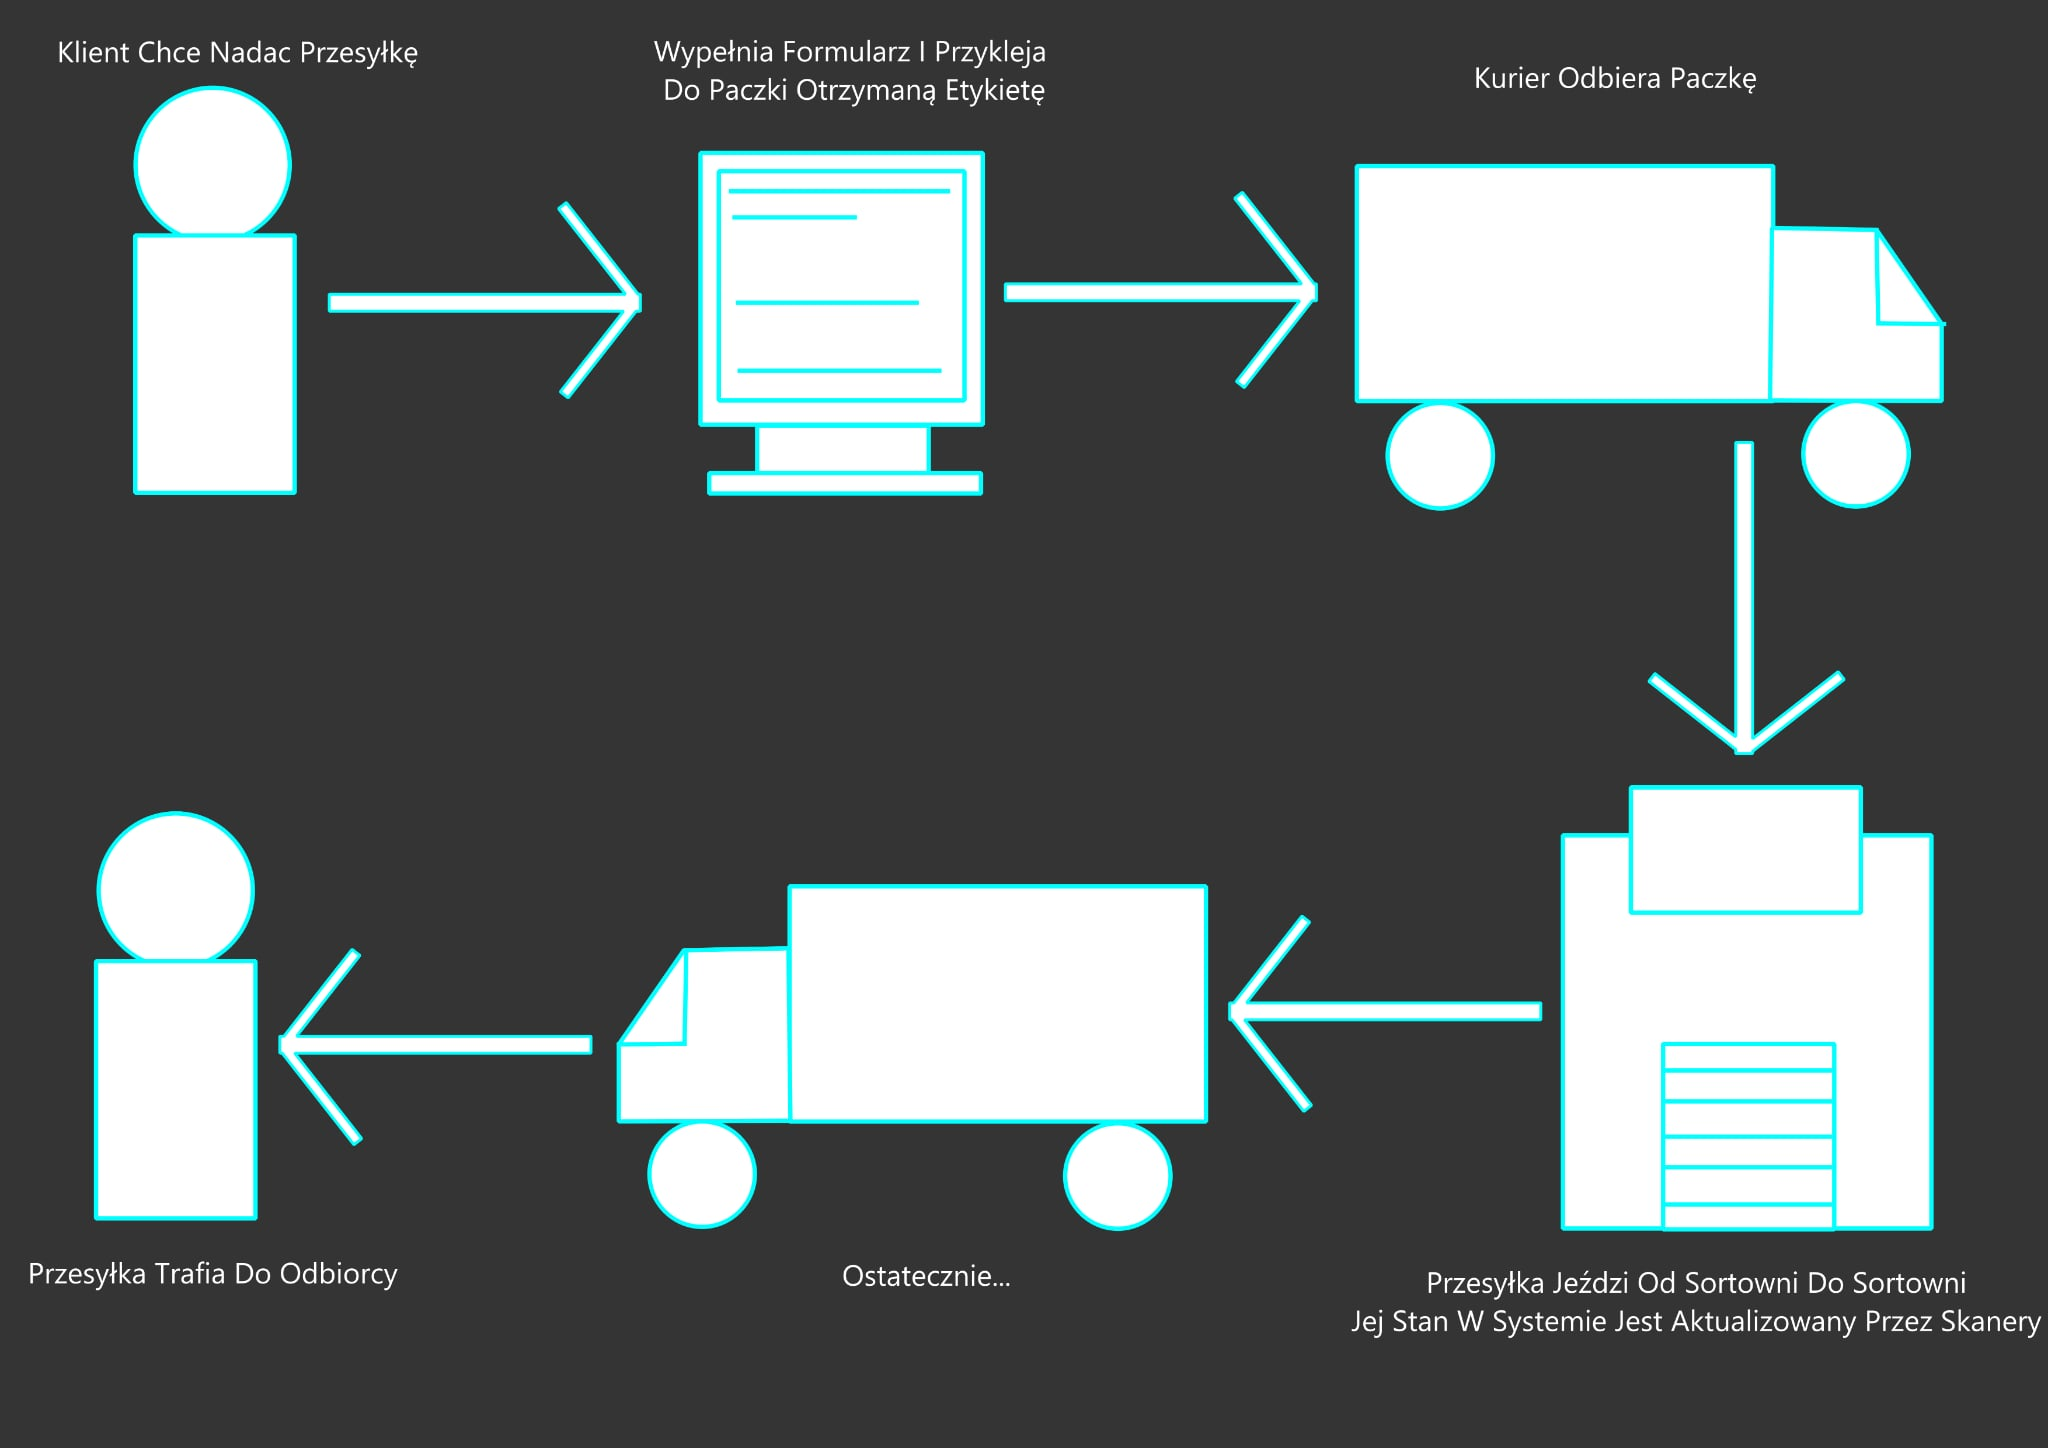 Klient Chce Nadac Przesyłkę
Wypełnia Formularz I Przykleja
Do Paczki Otrzymaną Etykietę
Kurier Odbiera Paczkę
Przesyłka Trafia Do Odbiorcy
Ostatecznie...
Przesyłka Jeździ Od Sortowni Do Sortowni
Jej Stan W Systemie Jest Aktualizowany Przez Skanery